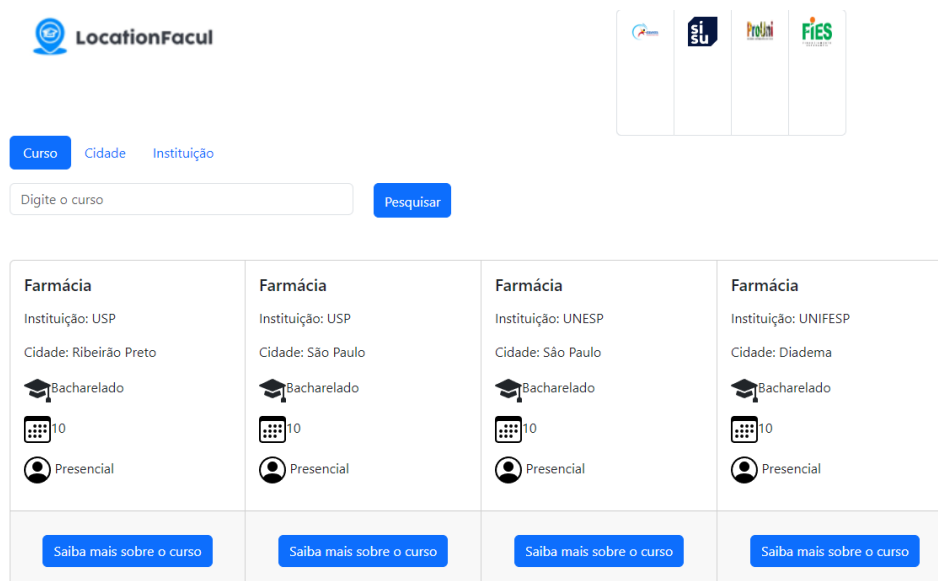 LocationFacul
si
su
ProUni
FiES
Curso Cidade Instituição
Digite o curso Pesquisar
Farmácia Farmácia Farmácia Farmácia
Instituição: USP Instituição: USP Instituição: UNESP Instituição: UNIFESP
Cidade: Ribeirão Preto Cidade: São Paulo Cidade: Sâo Paulo Cidade: Diadema
Bacharelado Bacharelado Bacharelado Bacharelado
10 10 10 10
Presencial Presencial Presencial Presencial
Saiba mais sobre o curso Saiba mais sobre o curso Saiba mais sobre o curso Saiba mais sobre o curso